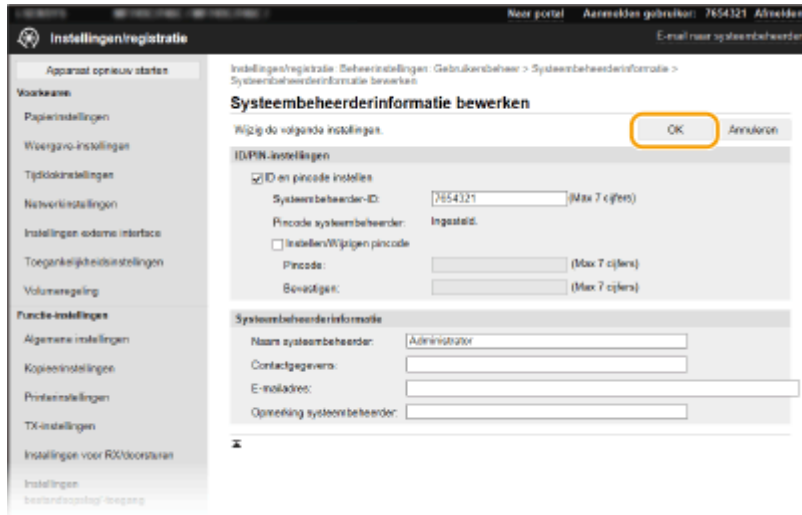 Naar portal Aanmelden gebruiker: 7654321 Afmelden
Instellingen/registratie
E-mail naar systeembeheerder
Apparaat opnieuw starten
Voorkeuren
Papierinstellingen
Weergave-instellingen
Tijdklokinstellingen
Netwerkinstellingen
Instellingen externe interface
Toegankelijkheidsinstellingen
Volumeregeling
Functie-instellingen
Algemene instellingen
Kopieerinstellingen
Printerinstellingen
TX-instellingen
Instellingen voor RX/doorsturen
Instellingen
bestandsopslag/-toegang
Instellingen/registratie: Beheerinstellingen: Gebruikersbeheer > Systeembeheerderinformatie >
Systeembeheerderinformatie bewerken
Systeembeheerderinformatie bewerken
Wijzig de volgende instellingen.
OK
Annuleren
ID/PIN-instellingen
ID en pincode instellen
Systeembeheerder-ID: 7654321 (Max 7 cijfers)
Pincode systeembeheerder: Ingesteld.
Instellen/Wijzigen pincode
Pincode: (Max 7 cijfers)
Bevestigen: (Max 7 cijfers)
Systeembeheerderinformatie
Naam systeembeheerder: Administrator
Contactgegevens:
E-mailadres:
Opmerking systeembeheerder: